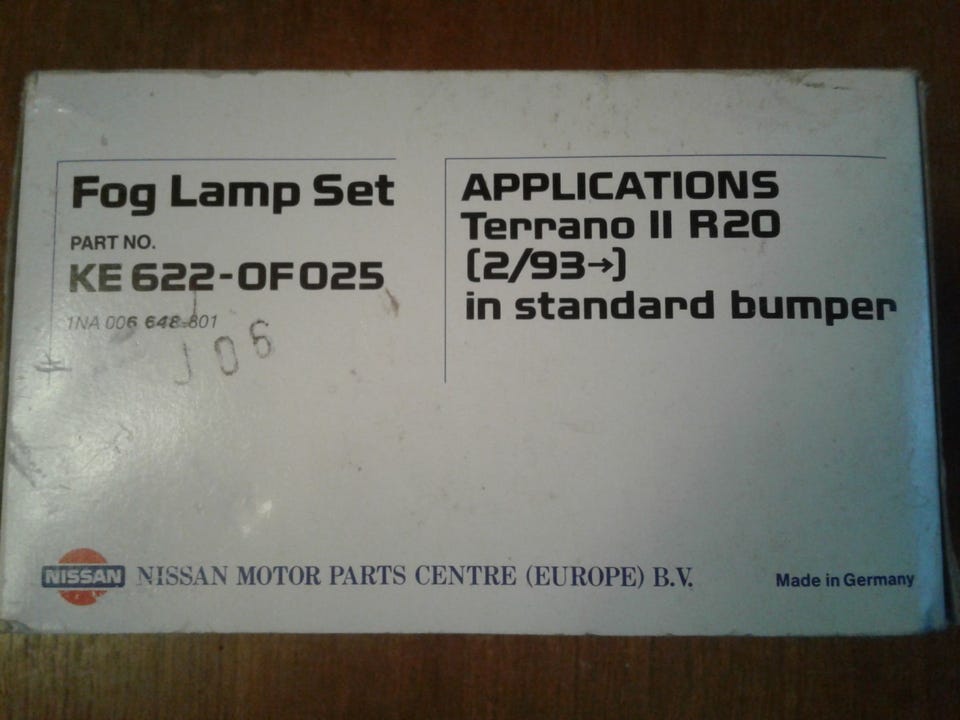 Fog Lamp Set
PART NO.
KE 622-0F025
1NA 006 648-801
J06
APPLICATIONS
Terrano II R20
(2/93→)
in standard bumper
NISSAN
NISSAN MOTOR PARTS CENTRE (EUROPE) B.V.
Made in Germany